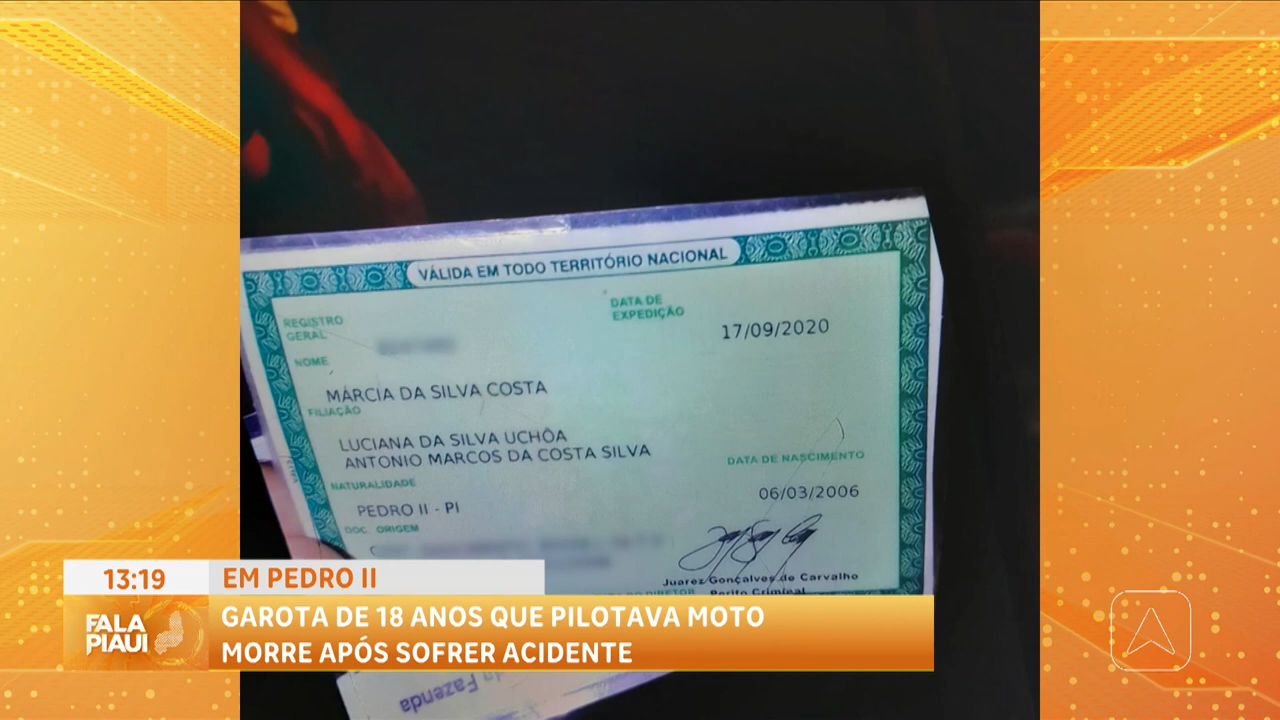 VÁLIDA EM TODO TERRITÓRIO NACIONAL
REGISTRO
GERAL
DATA DE
EXPEDIÇÃO
17/09/2020
NOME
MÁRCIA DA SILVA COSTA
FILIAÇÃO
LUCIANA DA SILVA UCHÔA
ANTONIO MARCOS DA COSTA SILVA
NATURALIDADE
DATA DE NASCIMENTO
PEDRO II - PI
06/03/2006
DOC. ORIGEM
Juarez Gonçalves de Carvalho
Perito Criminal
DIRETOR
13:19
EM PEDRO II
FALA
PIAUÍ
GAROTA DE 18 ANOS QUE PILOTAVA MOTO
MORRE APÓS SOFRER ACIDENTE
Fazenda